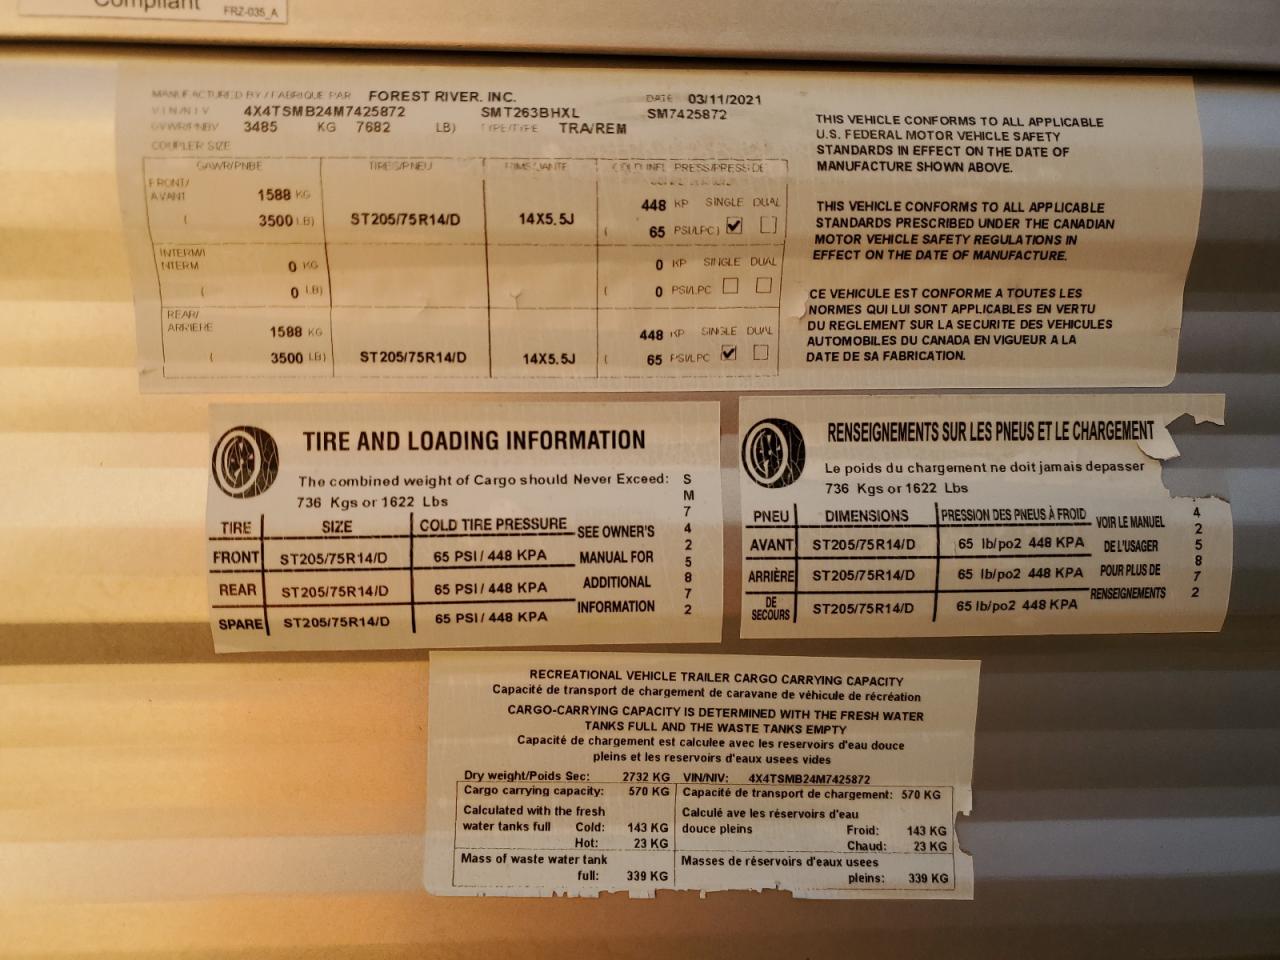 Compliant
FRZ-035_A
MANUFACTURED BY / FABRIQUE PAR FOREST RIVER. INC. DATE 03/11/2021
VIN/NIV 4X4TSMB24M7425872 SMT263BHXL SM7425872
GVWR/PNBV 3485 KG 7682 LB) TYPE/TYPE TRA/REM
COUPLER SIZE
GAWR/PNBE TIRES/PNEU RIMS/JANTE COLD INFL PRESS/PRESS DE
FRONT/
AVANT 1588 KG 448 KP SINGLE DUAL
( 3500 LB) ST205/75R14/D 14X5.5J ( 65 PSI/LPC)
INTERM/
INTERM 0 KG 0 KP SINGLE DUAL
( 0 LB) ( 0 PSI/LPC
REAR/
ARRIERE 1588 KG 448 KP SINGLE DUAL
( 3500 LB) ST205/75R14/D 14X5.5J ( 65 PSI/LPC
THIS VEHICLE CONFORMS TO ALL APPLICABLE
U.S. FEDERAL MOTOR VEHICLE SAFETY
STANDARDS IN EFFECT ON THE DATE OF
MANUFACTURE SHOWN ABOVE.
THIS VEHICLE CONFORMS TO ALL APPLICABLE
STANDARDS PRESCRIBED UNDER THE CANADIAN
MOTOR VEHICLE SAFETY REGULATIONS IN
EFFECT ON THE DATE OF MANUFACTURE.
CE VEHICULE EST CONFORME A TOUTES LES
NORMES QUI LUI SONT APPLICABLES EN VERTU
DU REGLEMENT SUR LA SECURITE DES VEHICULES
AUTOMOBILES DU CANADA EN VIGUEUR A LA
DATE DE SA FABRICATION.
TIRE AND LOADING INFORMATION
The combined weight of Cargo should Never Exceed:
736 Kgs or 1622 Lbs
TIRE SIZE COLD TIRE PRESSURE SEE OWNER'S
FRONT ST205/75R14/D 65 PSI / 448 KPA MANUAL FOR
REAR ST205/75R14/D 65 PSI / 448 KPA ADDITIONAL
SPARE ST205/75R14/D 65 PSI / 448 KPA INFORMATION
SM7425872
RENSEIGNEMENTS SUR LES PNEUS ET LE CHARGEMENT
Le poids du chargement ne doit jamais depasser
736 Kgs or 1622 Lbs
PNEU DIMENSIONS PRESSION DES PNEUS À FROID VOIR LE MANUEL
AVANT ST205/75R14/D 65 lb/po2 448 KPA DE L'USAGER
ARRIÈRE ST205/75R14/D 65 lb/po2 448 KPA POUR PLUS DE
DE
SECOURS ST205/75R14/D 65 lb/po2 448 KPA RENSEIGNEMENTS
425872
RECREATIONAL VEHICLE TRAILER CARGO CARRYING CAPACITY
Capacité de transport de chargement de caravane de véhicule de récréation
CARGO-CARRYING CAPACITY IS DETERMINED WITH THE FRESH WATER
TANKS FULL AND THE WASTE TANKS EMPTY
Capacité de chargement est calculee avec les reservoirs d'eau douce
pleins et les reservoirs d'eaux usees vides
Dry weight/Poids Sec: 2732 KG VIN/NIV: 4X4TSMB24M7425872
Cargo carrying capacity: 570 KG Capacité de transport de chargement: 570 KG
Calculated with the fresh Calculé ave les réservoirs d'eau
water tanks full Cold: 143 KG douce pleins Froid: 143 KG
Hot: 23 KG Chaud: 23 KG
Mass of waste water tank Masses de réservoirs d'eaux usees
full: 339 KG pleins: 339 KG